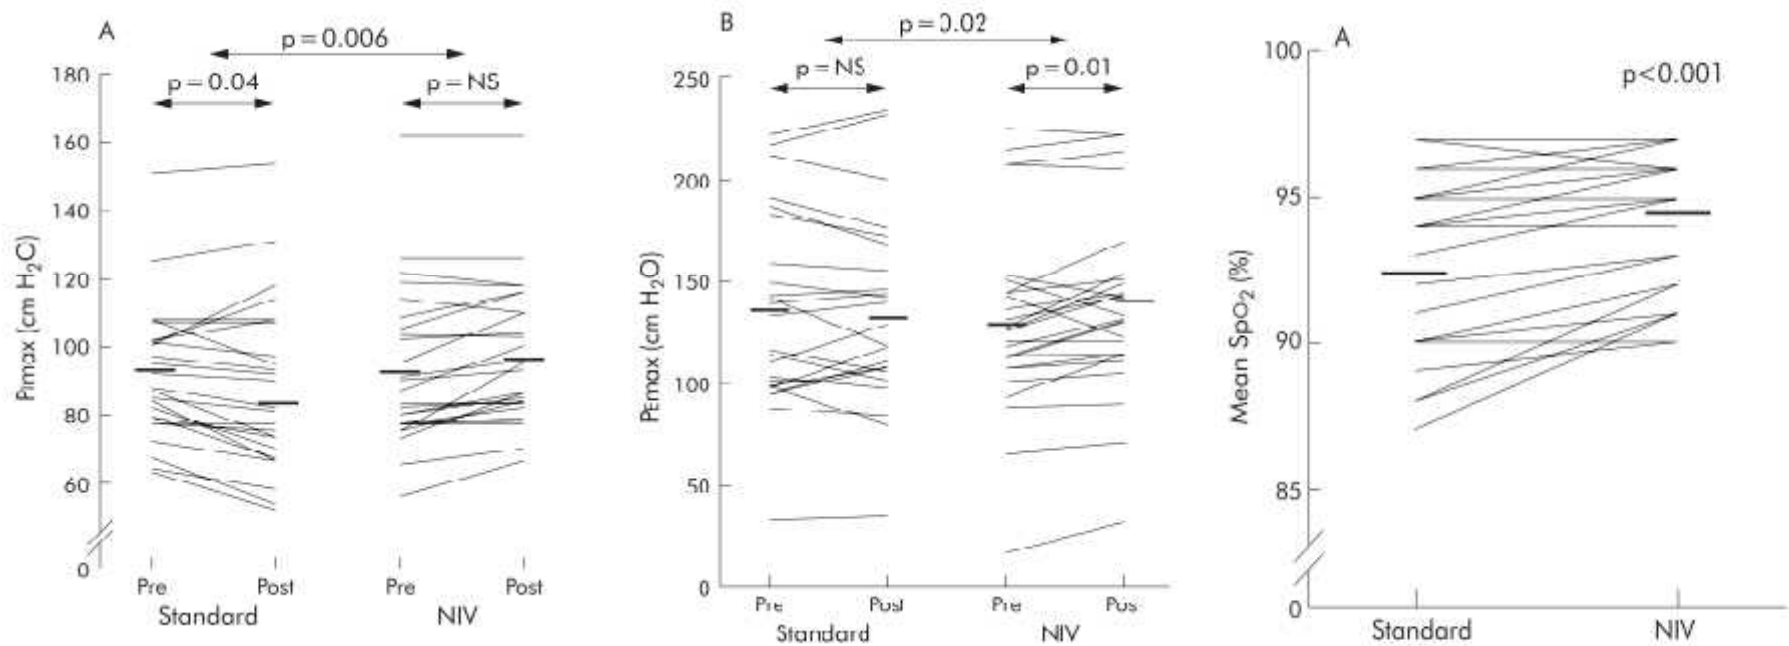 A
p = 0.006
p = 0.04
p = NS
180
160
140
120
100
80
60
0
PImax (cm H₂O)
Pre
Post
Pre
Post
Standard
NIV
B
p = 0.02
p = NS
p = 0.01
250
200
150
100
50
0
PEmax (cm H₂O)
Pre
Post
Pre
Pos
Standard
NIV
A
p<0.001
100
95
90
85
0
Mean SpO₂ (%)
Standard
NIV